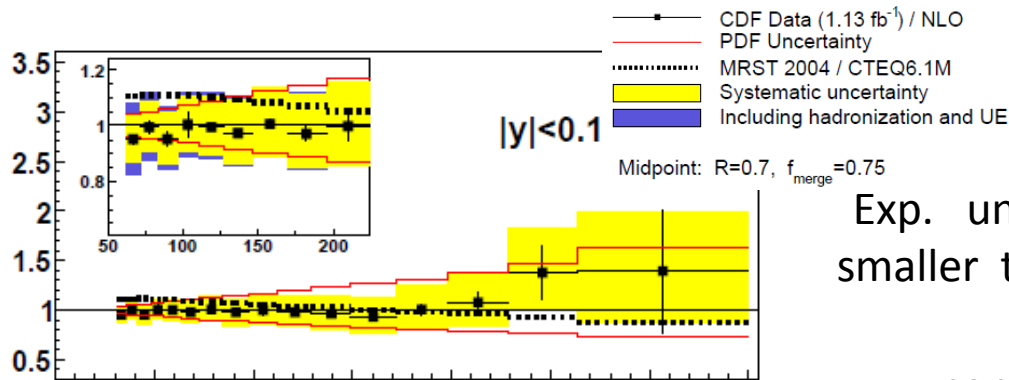 CDF Data (1.13 fb⁻¹) / NLO
PDF Uncertainty
MRST 2004 / CTEQ6.1M
Systematic uncertainty
Including hadronization and UE
Midpoint: R=0.7, f_merge=0.75
|y|<0.1
3.5
3
2.5
2
1.5
1
0.5
1.2
1
0.8
50 100 150 200
Exp.
smaller